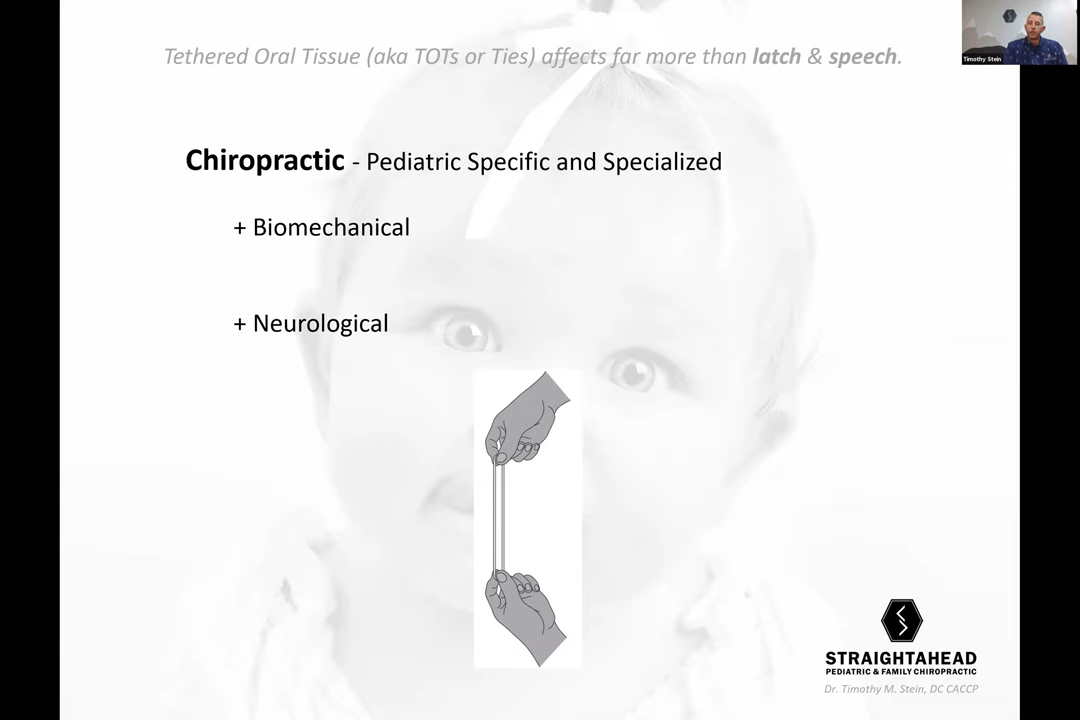 Tethered Oral Tissue (aka TOTs or Ties) affects far more than latch & speech.
Timothy Stein
Chiropractic - Pediatric Specific and Specialized
+ Biomechanical
+ Neurological
STRAIGHTAHEAD
PEDIATRIC & FAMILY CHIROPRACTIC
Dr. Timothy M. Stein, DC CACCP